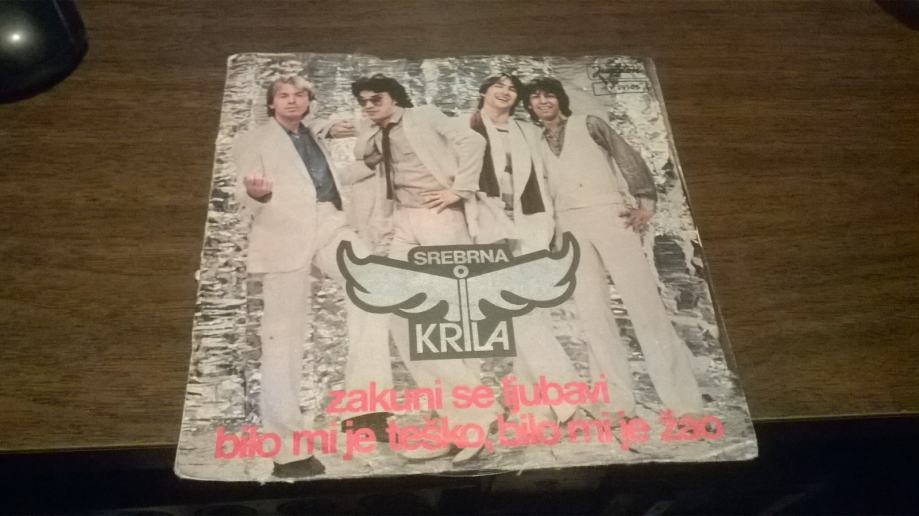 SREBRNA
KRILA
zakuni se ljubavi
bilo mi je teško, bilo mi je žao